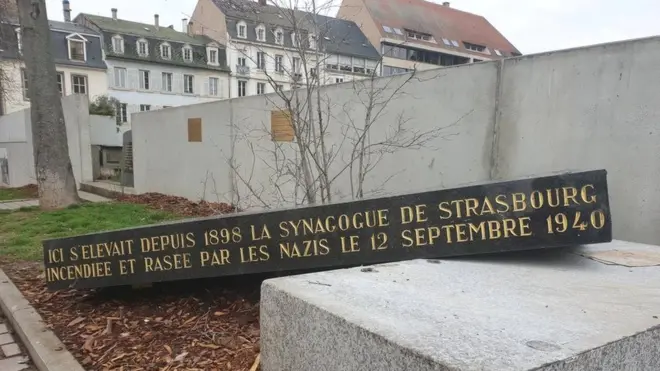 ICI S'ELEVAIT DEPUIS 1898 LA SYNAGOGUE DE STRASBOURG
INCENDIEE ET RASEE PAR LES NAZIS LE 12 SEPTEMBRE 1940